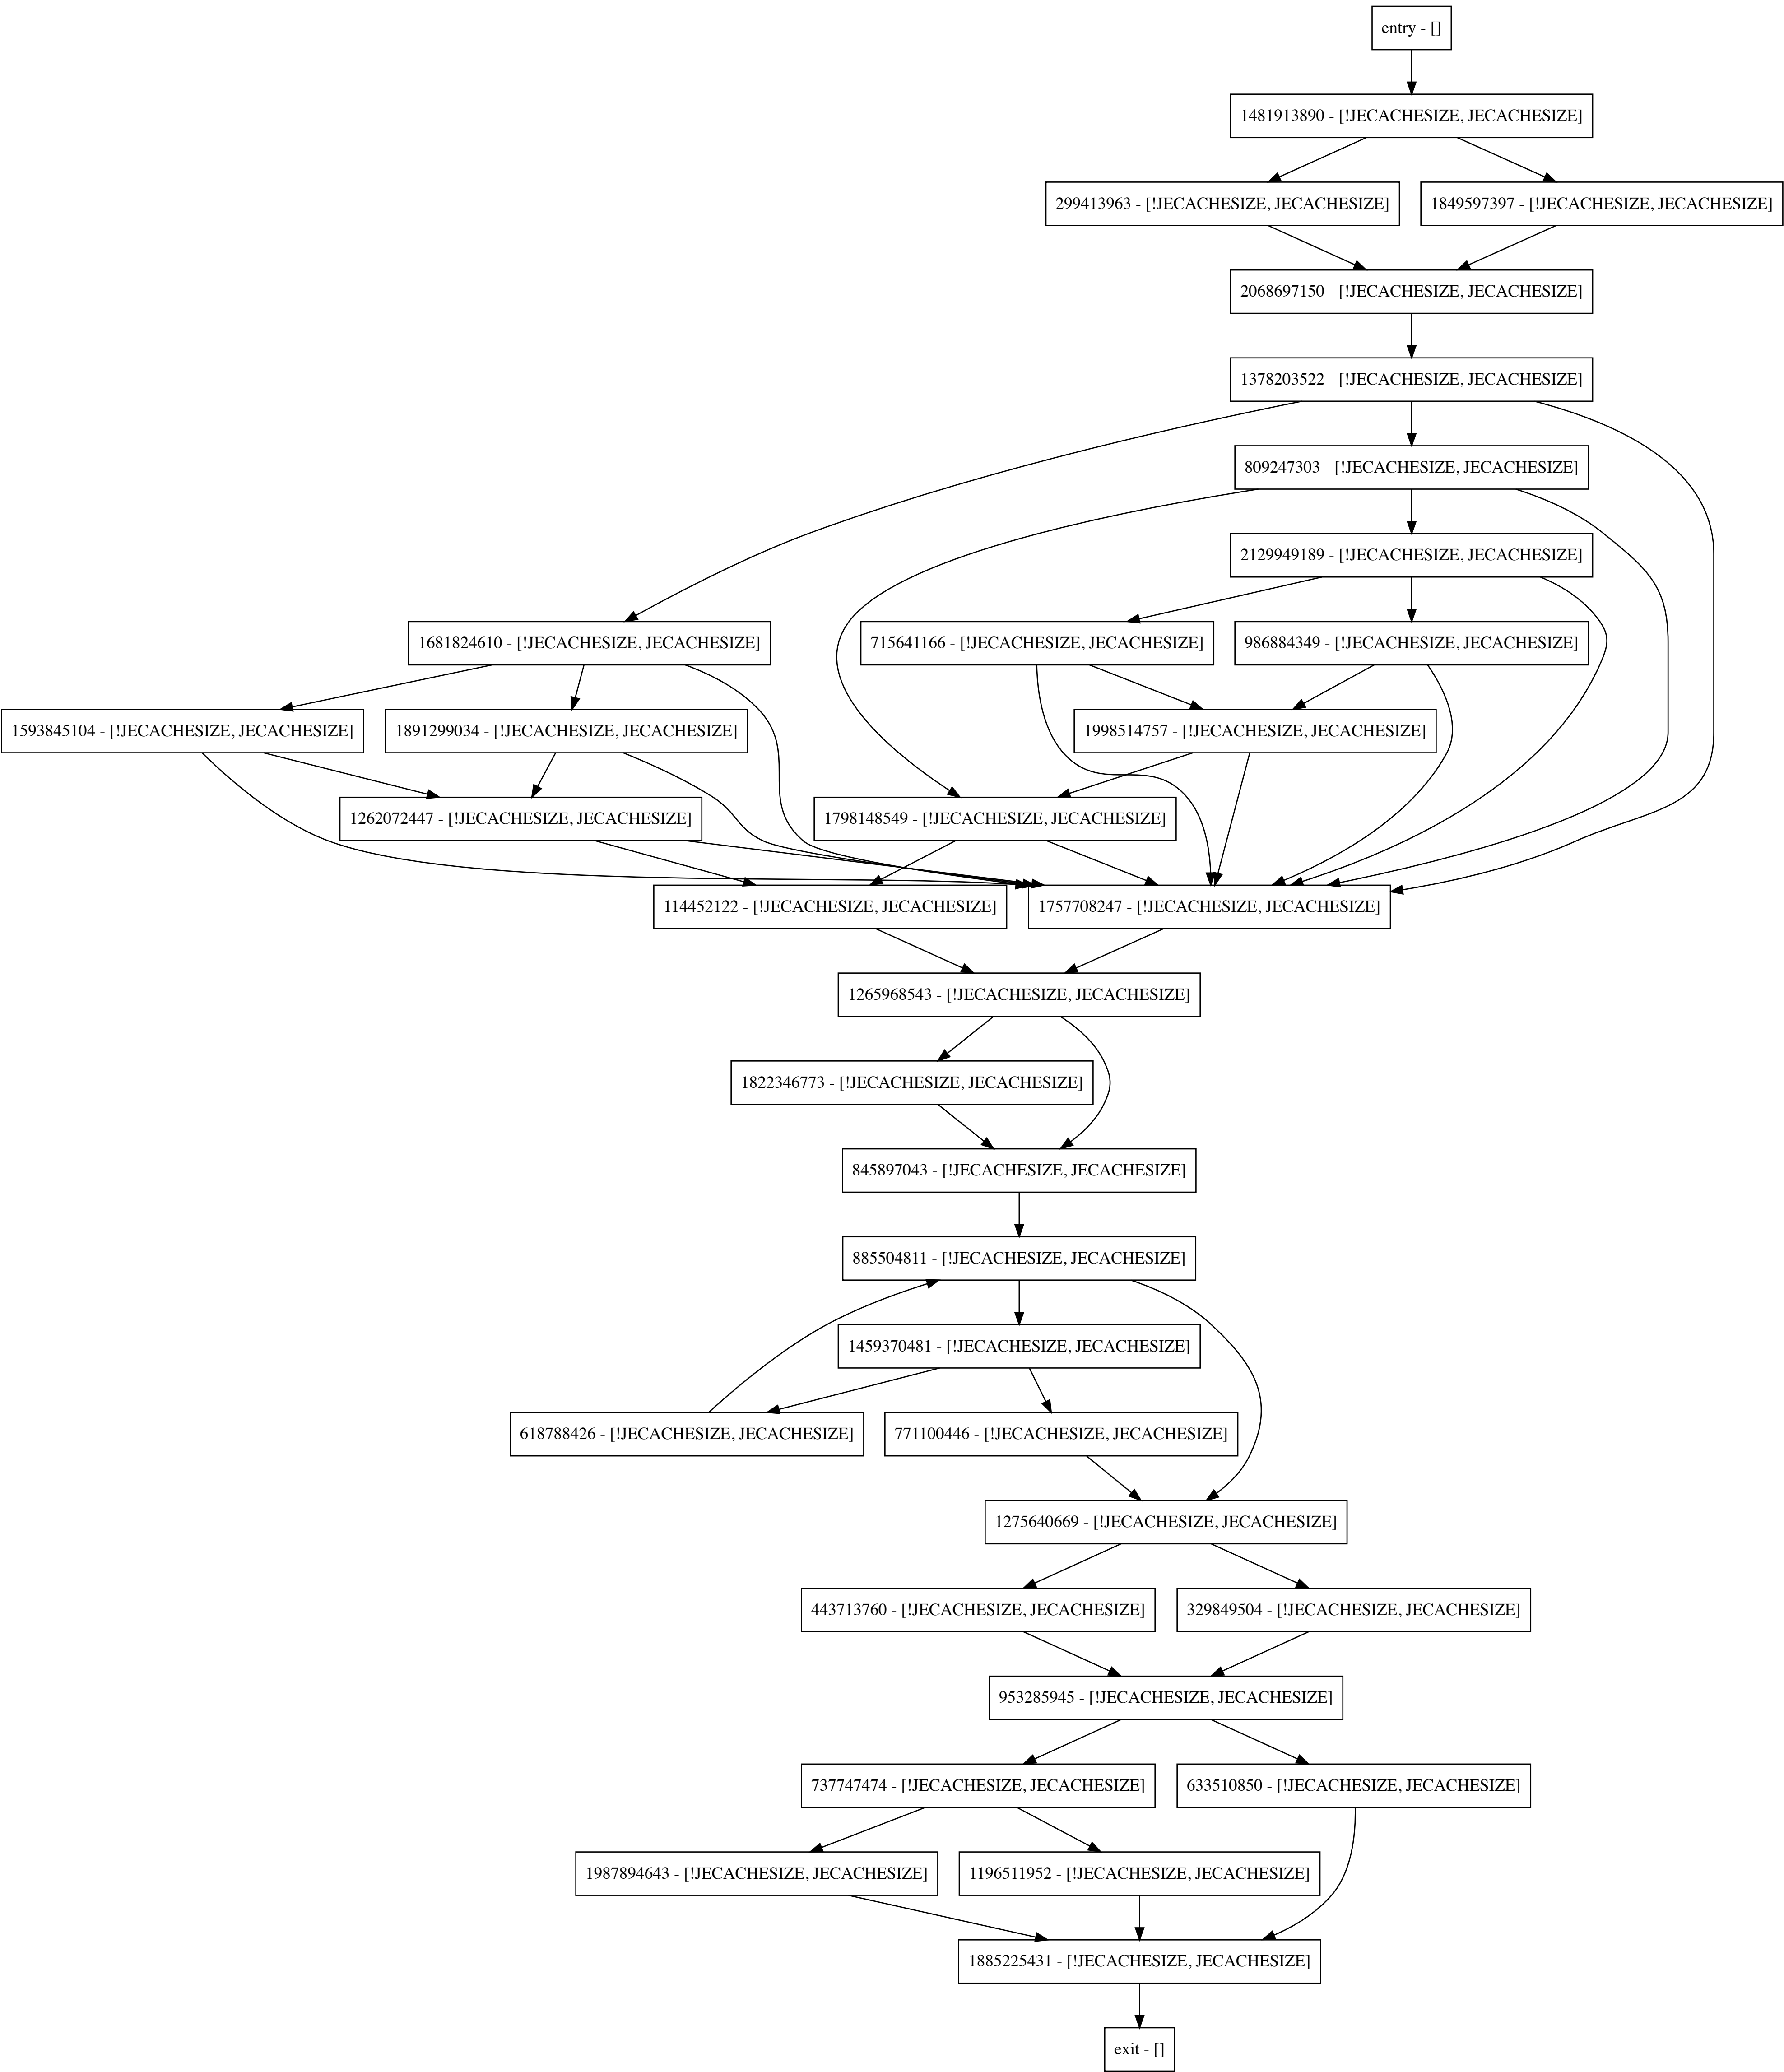 entry - []
1481913890 - [!JECACHESIZE, JECACHESIZE]
299413963 - [!JECACHESIZE, JECACHESIZE]
1849597397 - [!JECACHESIZE, JECACHESIZE]
2068697150 - [!JECACHESIZE, JECACHESIZE]
1378203522 - [!JECACHESIZE, JECACHESIZE]
809247303 - [!JECACHESIZE, JECACHESIZE]
2129949189 - [!JECACHESIZE, JECACHESIZE]
1681824610 - [!JECACHESIZE, JECACHESIZE]
715641166 - [!JECACHESIZE, JECACHESIZE]
986884349 - [!JECACHESIZE, JECACHESIZE]
1593845104 - [!JECACHESIZE, JECACHESIZE]
1891299034 - [!JECACHESIZE, JECACHESIZE]
1998514757 - [!JECACHESIZE, JECACHESIZE]
1262072447 - [!JECACHESIZE, JECACHESIZE]
1798148549 - [!JECACHESIZE, JECACHESIZE]
114452122 - [!JECACHESIZE, JECACHESIZE]
1757708247 - [!JECACHESIZE, JECACHESIZE]
1265968543 - [!JECACHESIZE, JECACHESIZE]
1822346773 - [!JECACHESIZE, JECACHESIZE]
845897043 - [!JECACHESIZE, JECACHESIZE]
885504811 - [!JECACHESIZE, JECACHESIZE]
1459370481 - [!JECACHESIZE, JECACHESIZE]
618788426 - [!JECACHESIZE, JECACHESIZE]
771100446 - [!JECACHESIZE, JECACHESIZE]
1275640669 - [!JECACHESIZE, JECACHESIZE]
443713760 - [!JECACHESIZE, JECACHESIZE]
329849504 - [!JECACHESIZE, JECACHESIZE]
953285945 - [!JECACHESIZE, JECACHESIZE]
737747474 - [!JECACHESIZE, JECACHESIZE]
633510850 - [!JECACHESIZE, JECACHESIZE]
1987894643 - [!JECACHESIZE, JECACHESIZE]
1196511952 - [!JECACHESIZE, JECACHESIZE]
1885225431 - [!JECACHESIZE, JECACHESIZE]
exit - []